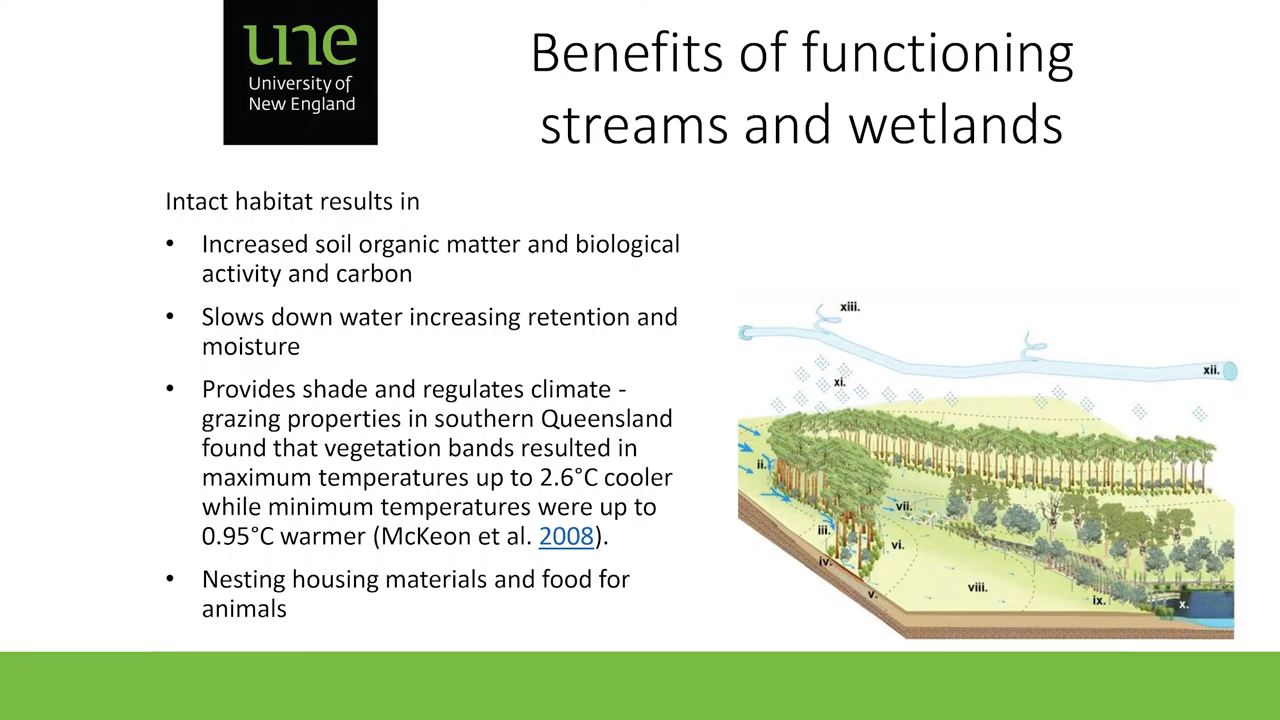 une
University of
New England
Benefits of functioning
streams and wetlands
Intact habitat results in
• Increased soil organic matter and biological
activity and carbon
• Slows down water increasing retention and
moisture
• Provides shade and regulates climate -
grazing properties in southern Queensland
found that vegetation bands resulted in
maximum temperatures up to 2.6°C cooler
while minimum temperatures were up to
0.95°C warmer (McKeon et al. 2008).
• Nesting housing materials and food for
animals
xiii.
xii.
xi.
ii.
vii.
iii.
vi.
iv.
viii.
v.
ix.
x.